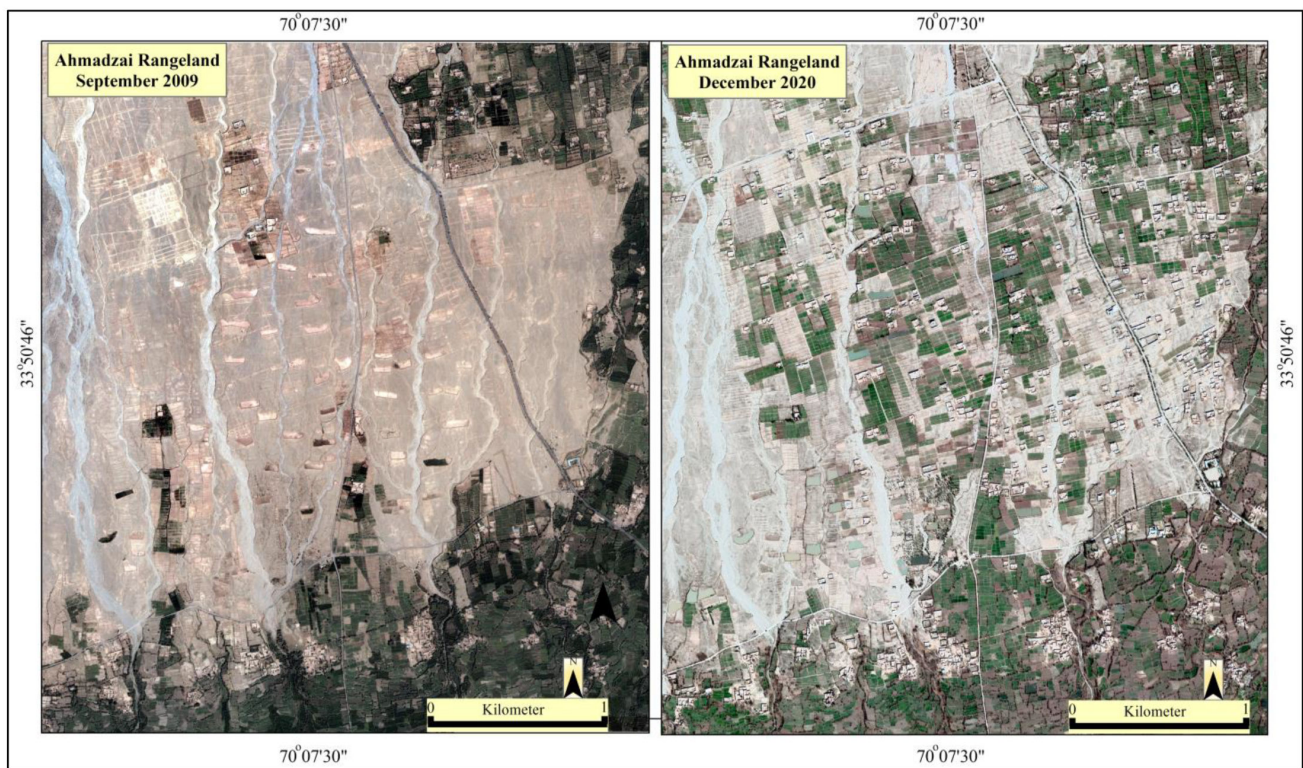 70°07'30"
70°07'30"
Ahmadzai Rangeland
September 2009
Ahmadzai Rangeland
December 2020
33°50'46"
33°50'46"
N
0 Kilometer 1
N
0 Kilometer 1
70°07'30"
70°07'30"